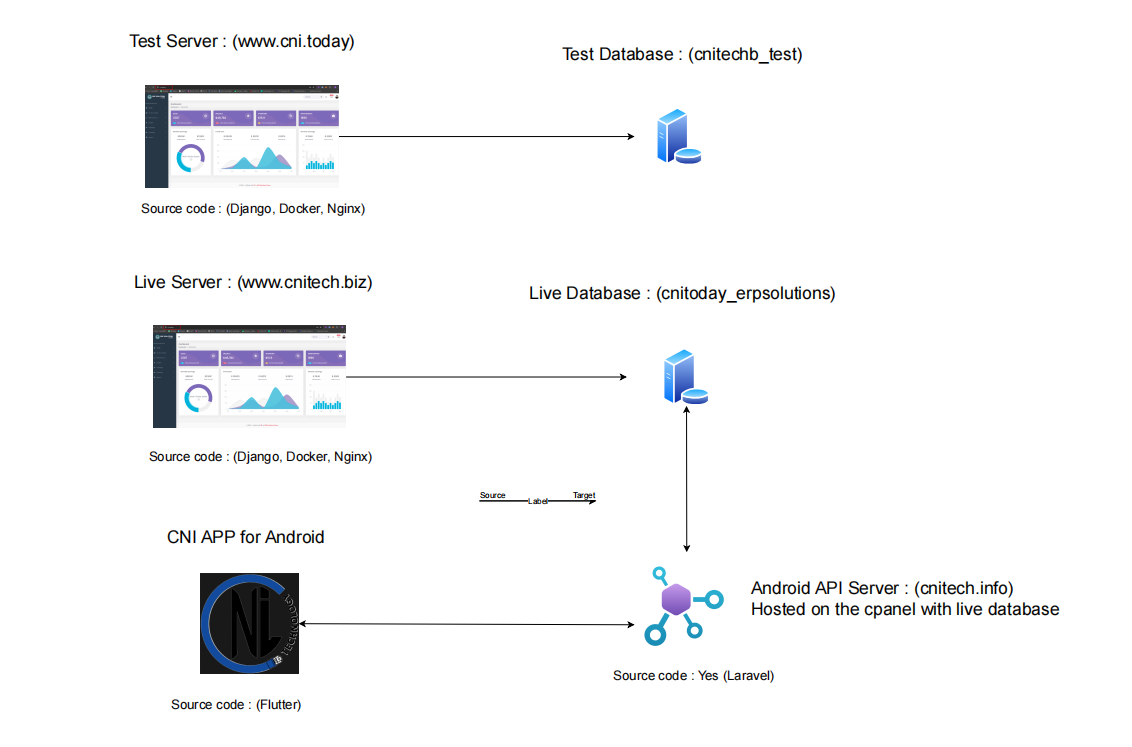 Test Server : (www.cni.today)
Test Database : (cnitechb_test)
Source code : (Django, Docker, Nginx)
Live Server : (www.cnitech.biz)
Live Database : (cnitoday_erpsolutions)
Source code : (Django, Docker, Nginx)
Source
Label
Target
CNI APP for Android
CNI
TECHNOLOGY
Android API Server : (cnitech.info)
Hosted on the cpanel with live database
Source code : Yes (Laravel)
Source code : (Flutter)